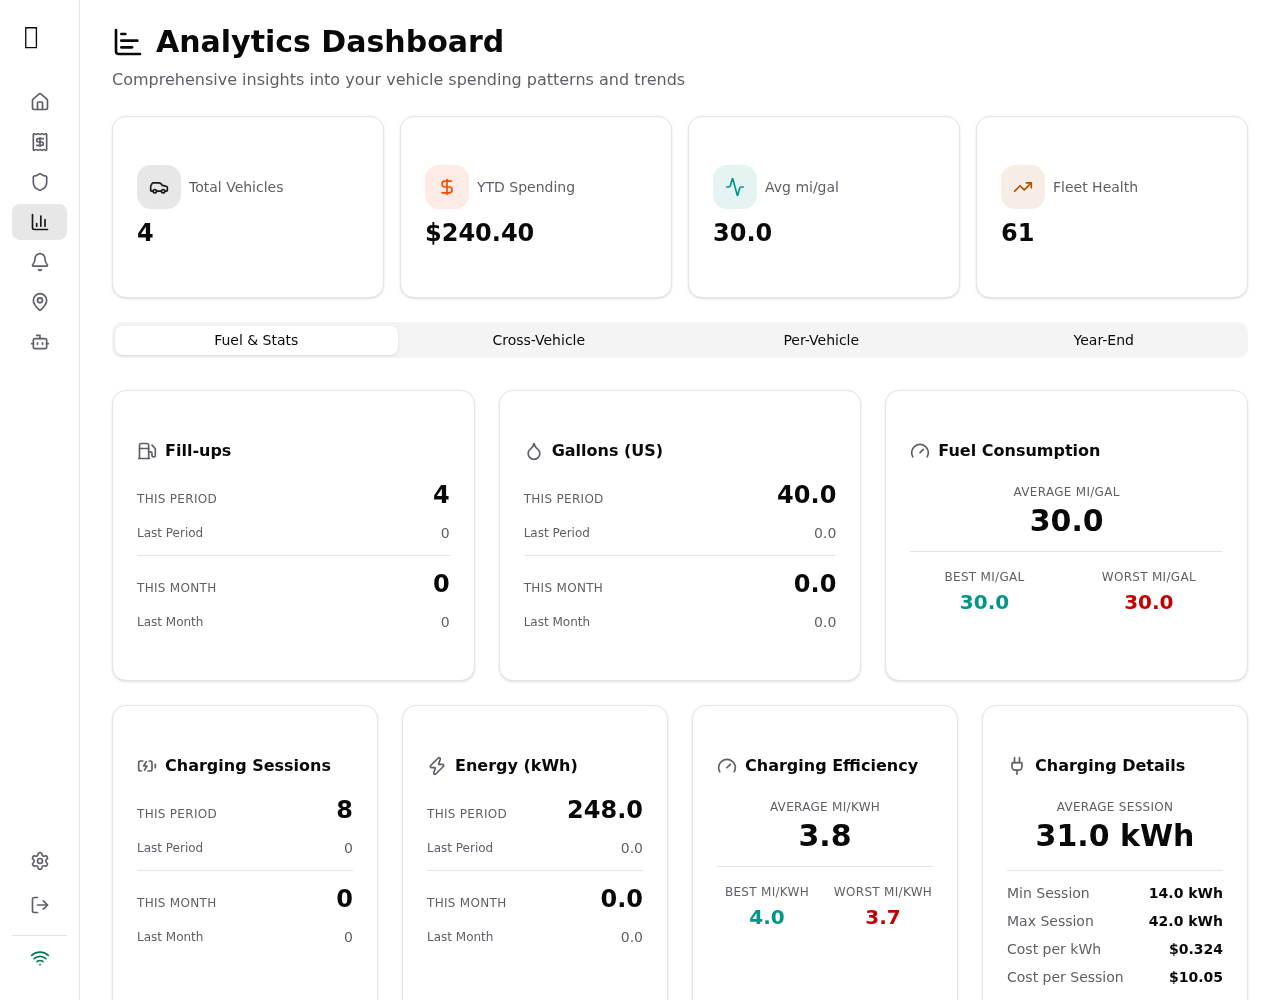 Analytics Dashboard
Comprehensive insights into your vehicle spending patterns and trends
Total Vehicles
4
YTD Spending
$240.40
Avg mi/gal
30.0
Fleet Health
61
Fuel & Stats
Cross-Vehicle
Per-Vehicle
Year-End
Fill-ups
THIS PERIOD 4
Last Period 0
THIS MONTH 0
Last Month 0
Gallons (US)
THIS PERIOD 40.0
Last Period 0.0
THIS MONTH 0.0
Last Month 0.0
Fuel Consumption
AVERAGE MI/GAL
30.0
BEST MI/GAL
30.0
WORST MI/GAL
30.0
Charging Sessions
THIS PERIOD 8
Last Period 0
THIS MONTH 0
Last Month 0
Energy (kWh)
THIS PERIOD 248.0
Last Period 0.0
THIS MONTH 0.0
Last Month 0.0
Charging Efficiency
AVERAGE MI/KWH
3.8
BEST MI/KWH
4.0
WORST MI/KWH
3.7
Charging Details
AVERAGE SESSION
31.0 kWh
Min Session 14.0 kWh
Max Session 42.0 kWh
Cost per kWh $0.324
Cost per Session $10.05